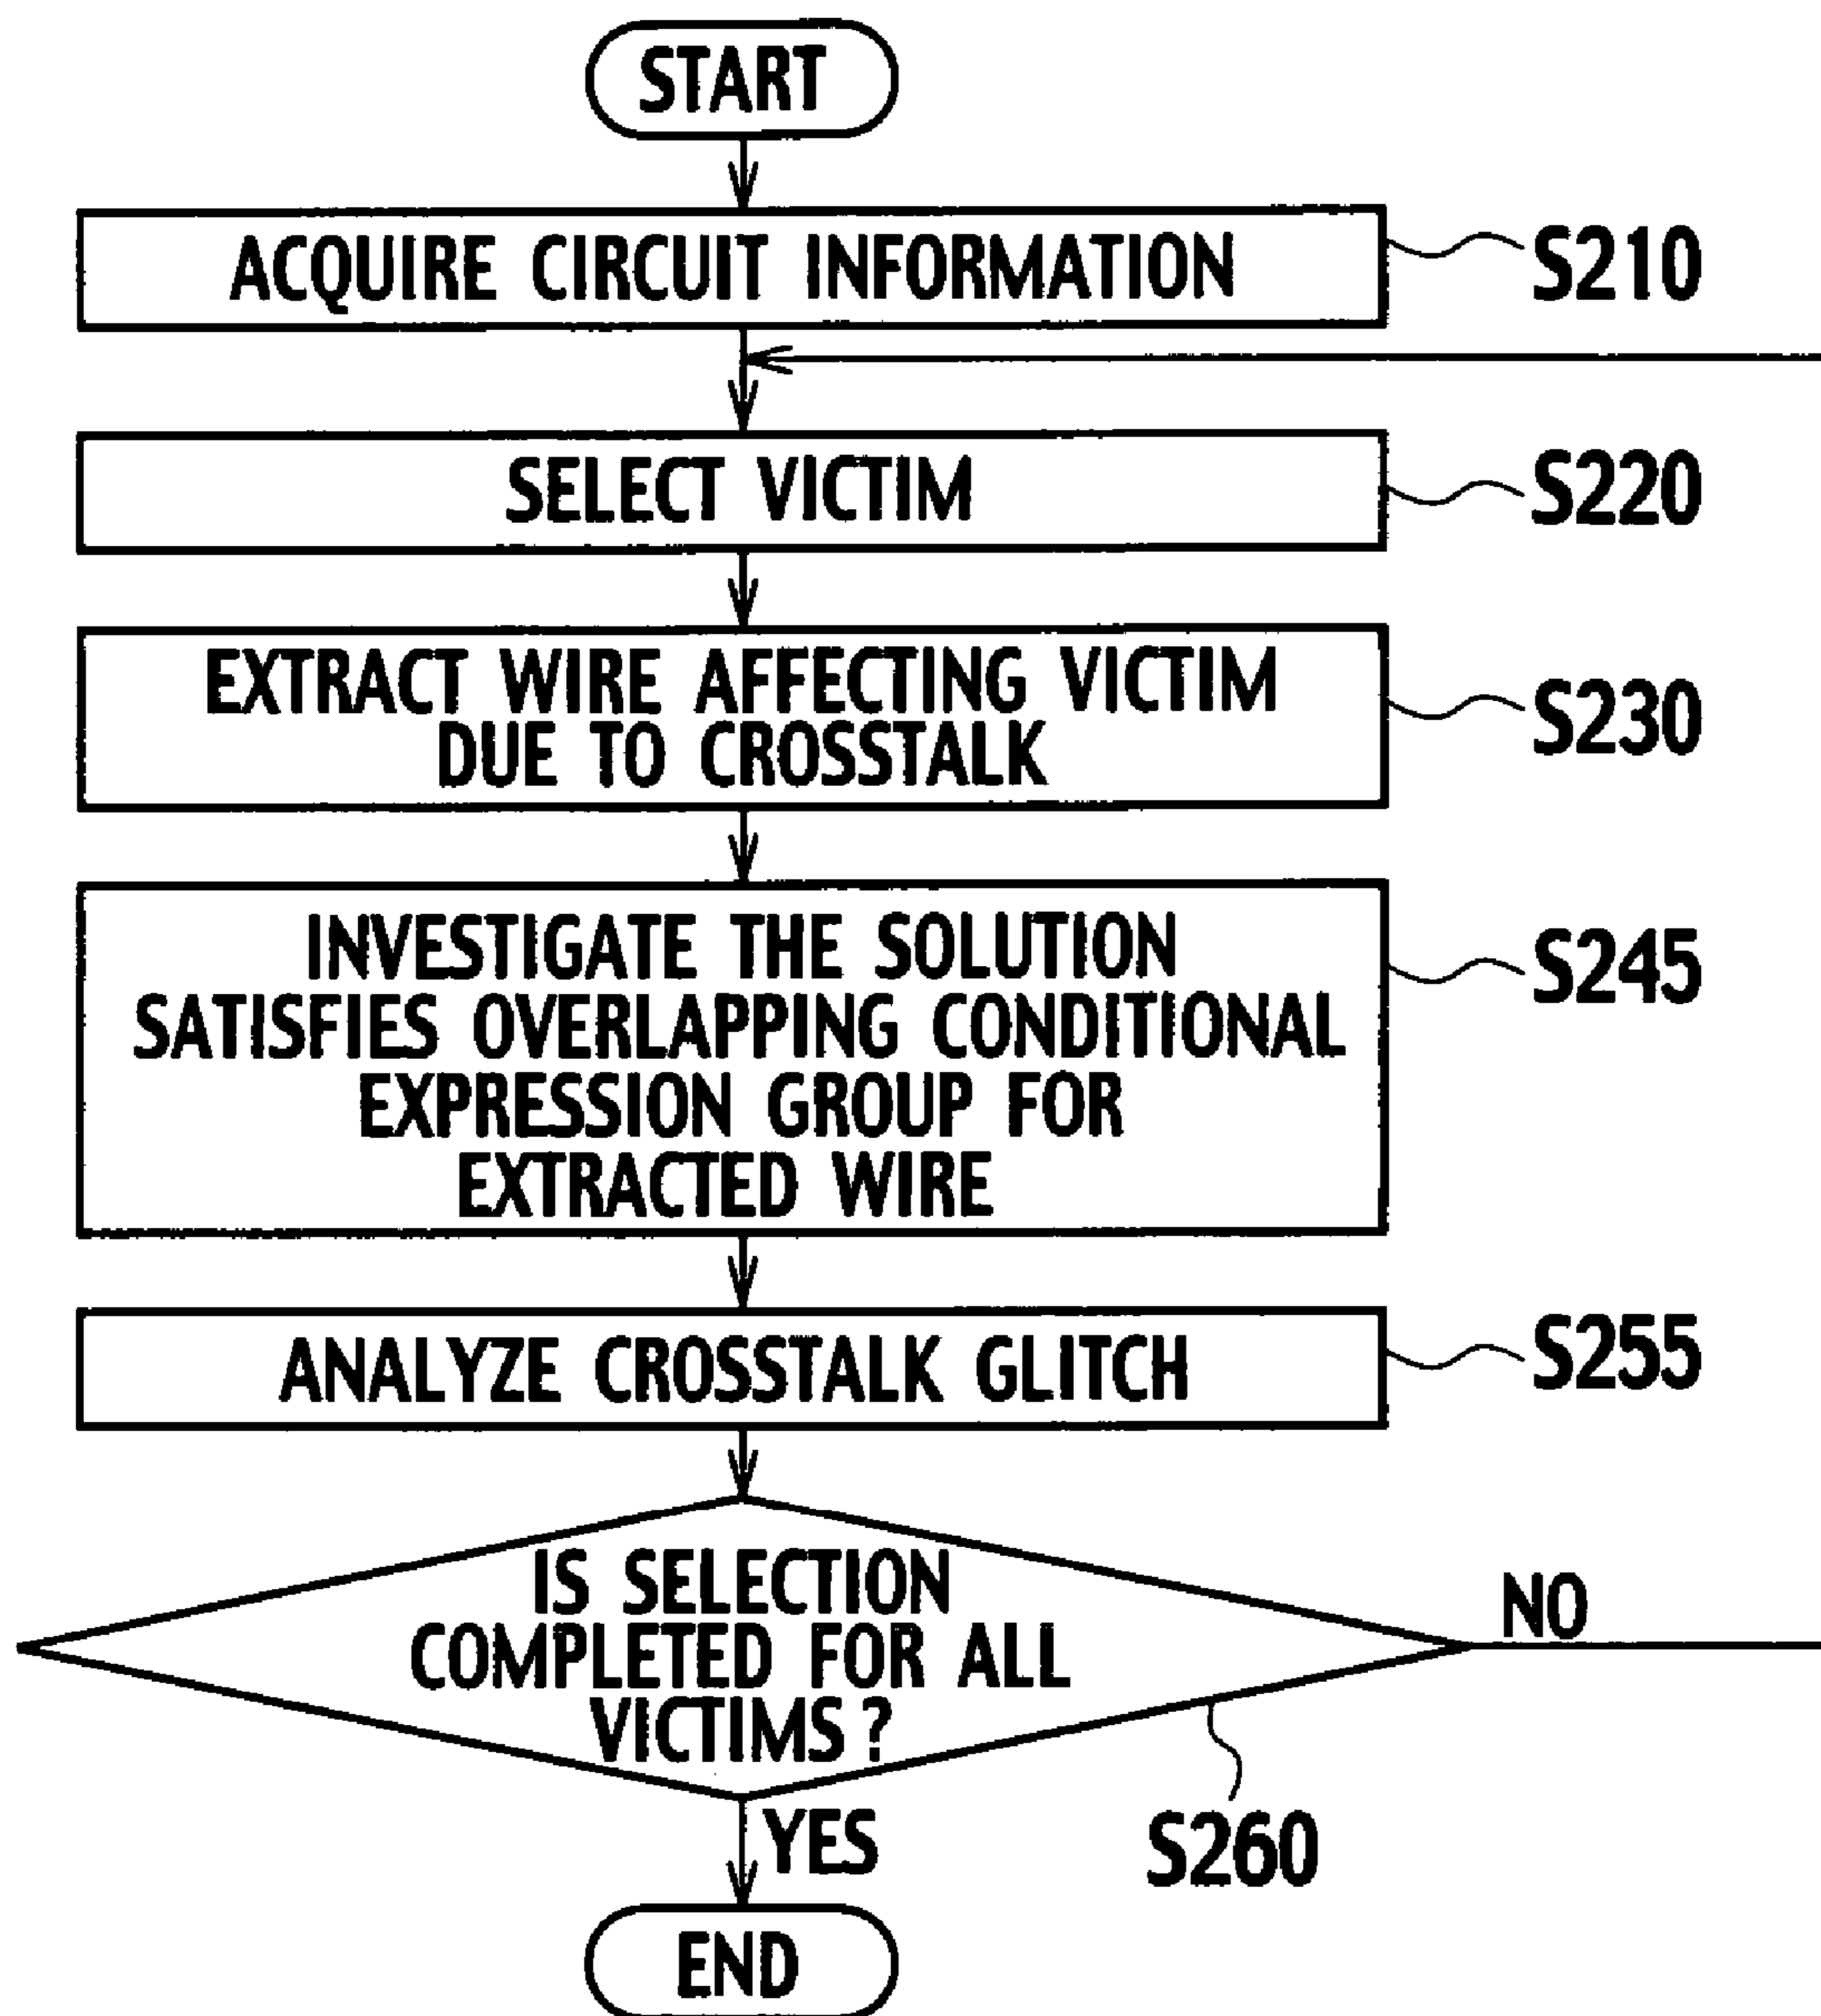 START
ACQUIRE CIRCUIT INFORMATION
S210
SELECT VICTIM
S220
EXTRACT WIRE AFFECTING VICTIM
DUE TO CROSSTALK
S230
INVESTIGATE THE SOLUTION
SATISFIES OVERLAPPING CONDITIONAL
EXPRESSION GROUP FOR
EXTRACTED WIRE
S245
ANALYZE CROSSTALK GLITCH
S255
IS SELECTION
COMPLETED FOR ALL
VICTIMS?
NO
S260
YES
END